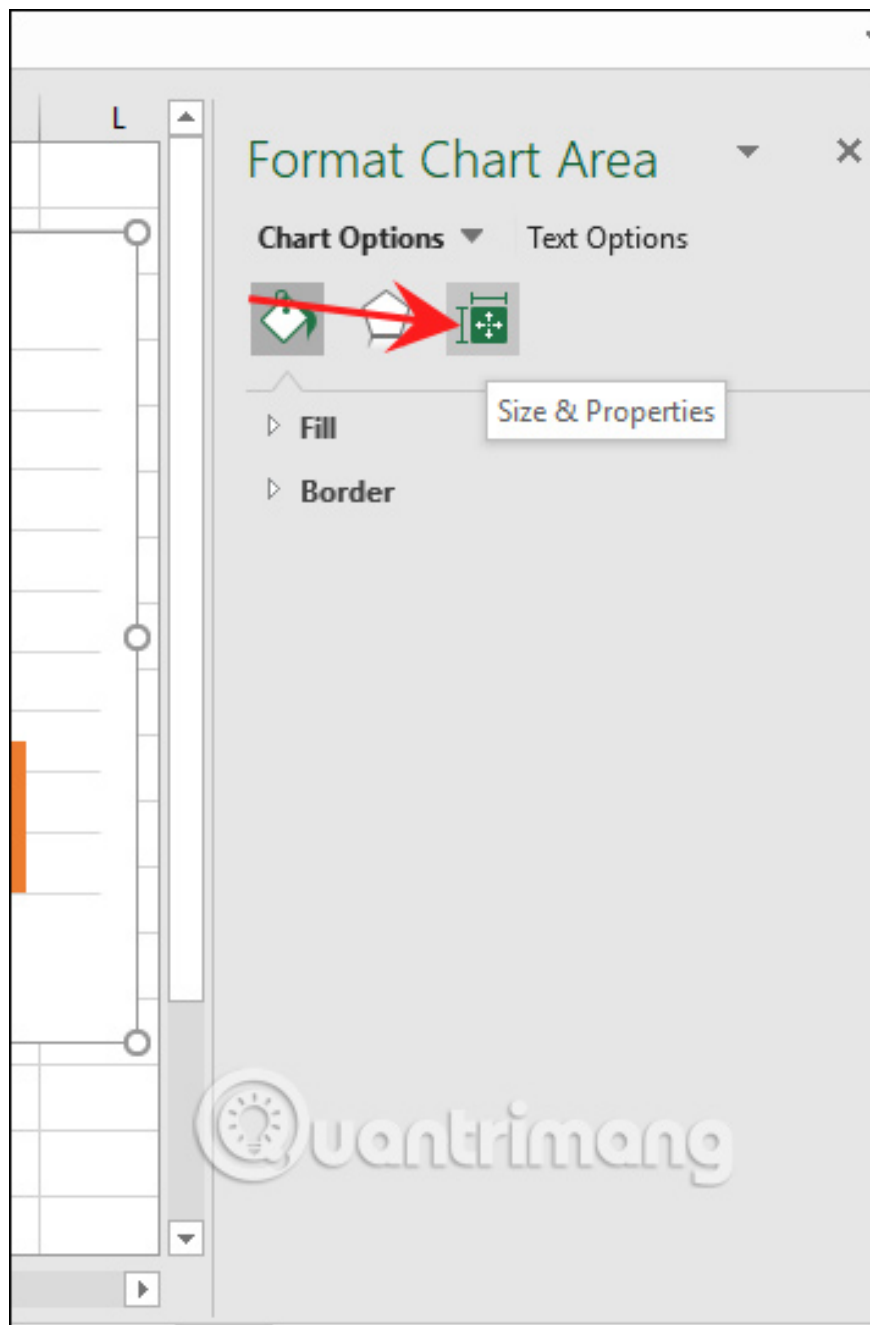 L
Format Chart Area
Chart Options Text Options
Size & Properties
Fill
Border
Quantrimang